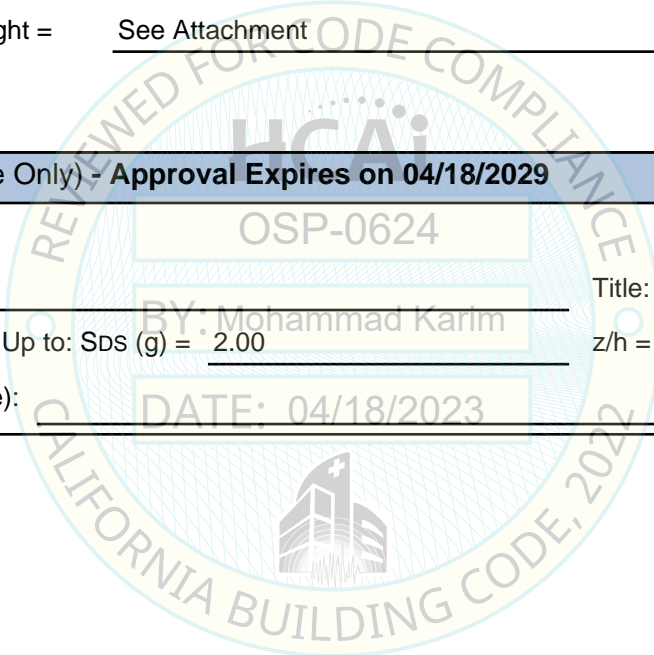 ght = See Attachment
REVIEWED FOR CODE COMPLIANCE
HCAi
e Only) - Approval Expires on 04/18/2029
OSP-0624
Title:
BY: Mohammad Karim
Up to: SDS (g) = 2.00 z/h =
e):
DATE: 04/18/2023
CALIFORNIA BUILDING CODE, 2022